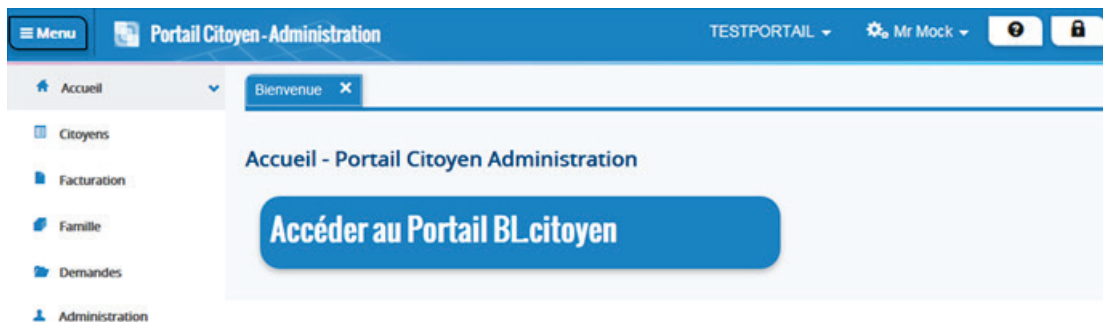 Menu
Portail Citoyen - Administration
TESTPORTAIL
Mr Mock
Accueil
Bienvenue
Citoyens
Accueil - Portail Citoyen Administration
Facturation
Famille
Accéder au Portail BL.citoyen
Demandes
Administration